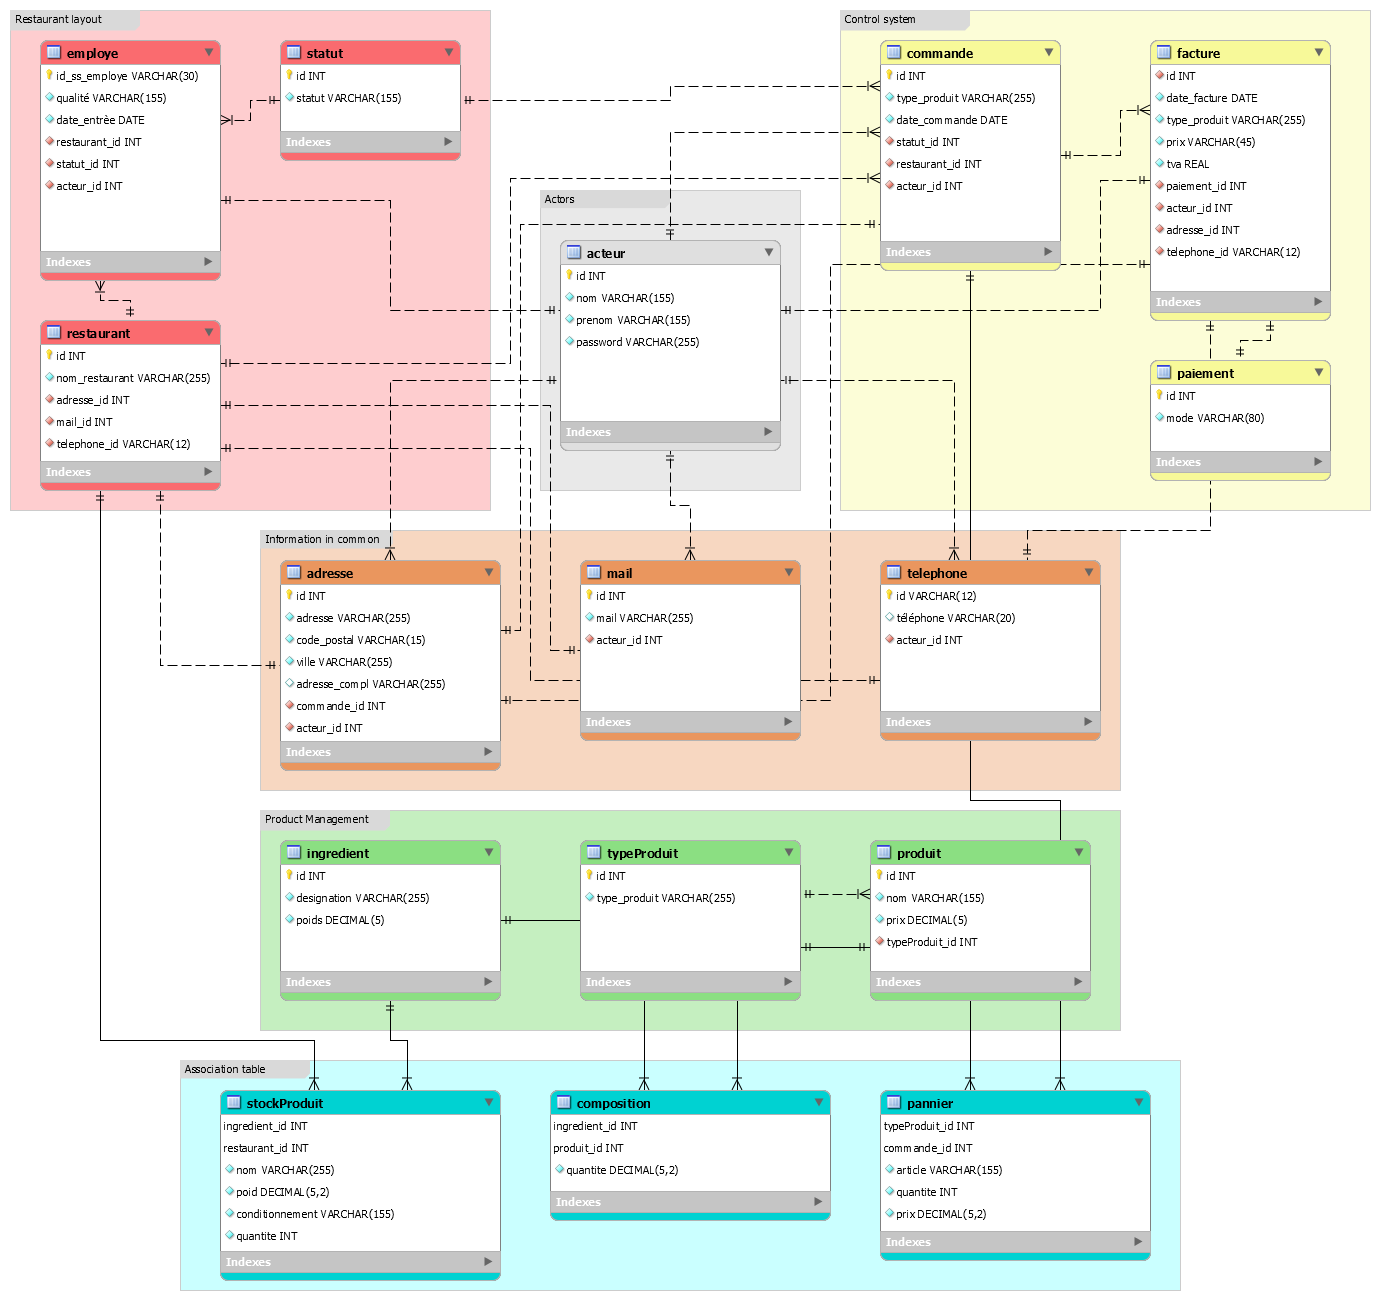 Restaurant layout
employe
id_ss_employe VARCHAR(30)
qualité VARCHAR(155)
date_entrèe DATE
restaurant_id INT
statut_id INT
acteur_id INT
Indexes
statut
id INT
statut VARCHAR(155)
Indexes
restaurant
id INT
nom_restaurant VARCHAR(255)
adresse_id INT
mail_id INT
telephone_id VARCHAR(12)
Indexes
Actors
acteur
id INT
nom VARCHAR(155)
prenom VARCHAR(155)
password VARCHAR(255)
Indexes
Control system
commande
id INT
type_produit VARCHAR(255)
date_commande DATE
statut_id INT
restaurant_id INT
acteur_id INT
Indexes
facture
id INT
date_facture DATE
type_produit VARCHAR(255)
prix VARCHAR(45)
tva REAL
paiement_id INT
acteur_id INT
adresse_id INT
telephone_id VARCHAR(12)
Indexes
paiement
id INT
mode VARCHAR(80)
Indexes
Information in common
adresse
id INT
adresse VARCHAR(255)
code_postal VARCHAR(15)
ville VARCHAR(255)
adresse_compl VARCHAR(255)
commande_id INT
acteur_id INT
Indexes
mail
id INT
mail VARCHAR(255)
acteur_id INT
Indexes
telephone
id VARCHAR(12)
téléphone VARCHAR(20)
acteur_id INT
Indexes
Product Management
ingredient
id INT
designation VARCHAR(255)
poids DECIMAL(5)
Indexes
typeProduit
id INT
type_produit VARCHAR(255)
Indexes
produit
id INT
nom VARCHAR(155)
prix DECIMAL(5)
typeProduit_id INT
Indexes
Association table
stockProduit
ingredient_id INT
restaurant_id INT
nom VARCHAR(255)
poid DECIMAL(5,2)
conditionnement VARCHAR(155)
quantite INT
Indexes
composition
ingredient_id INT
produit_id INT
quantite DECIMAL(5,2)
Indexes
pannier
typeProduit_id INT
commande_id INT
article VARCHAR(155)
quantite INT
prix DECIMAL(5,2)
Indexes